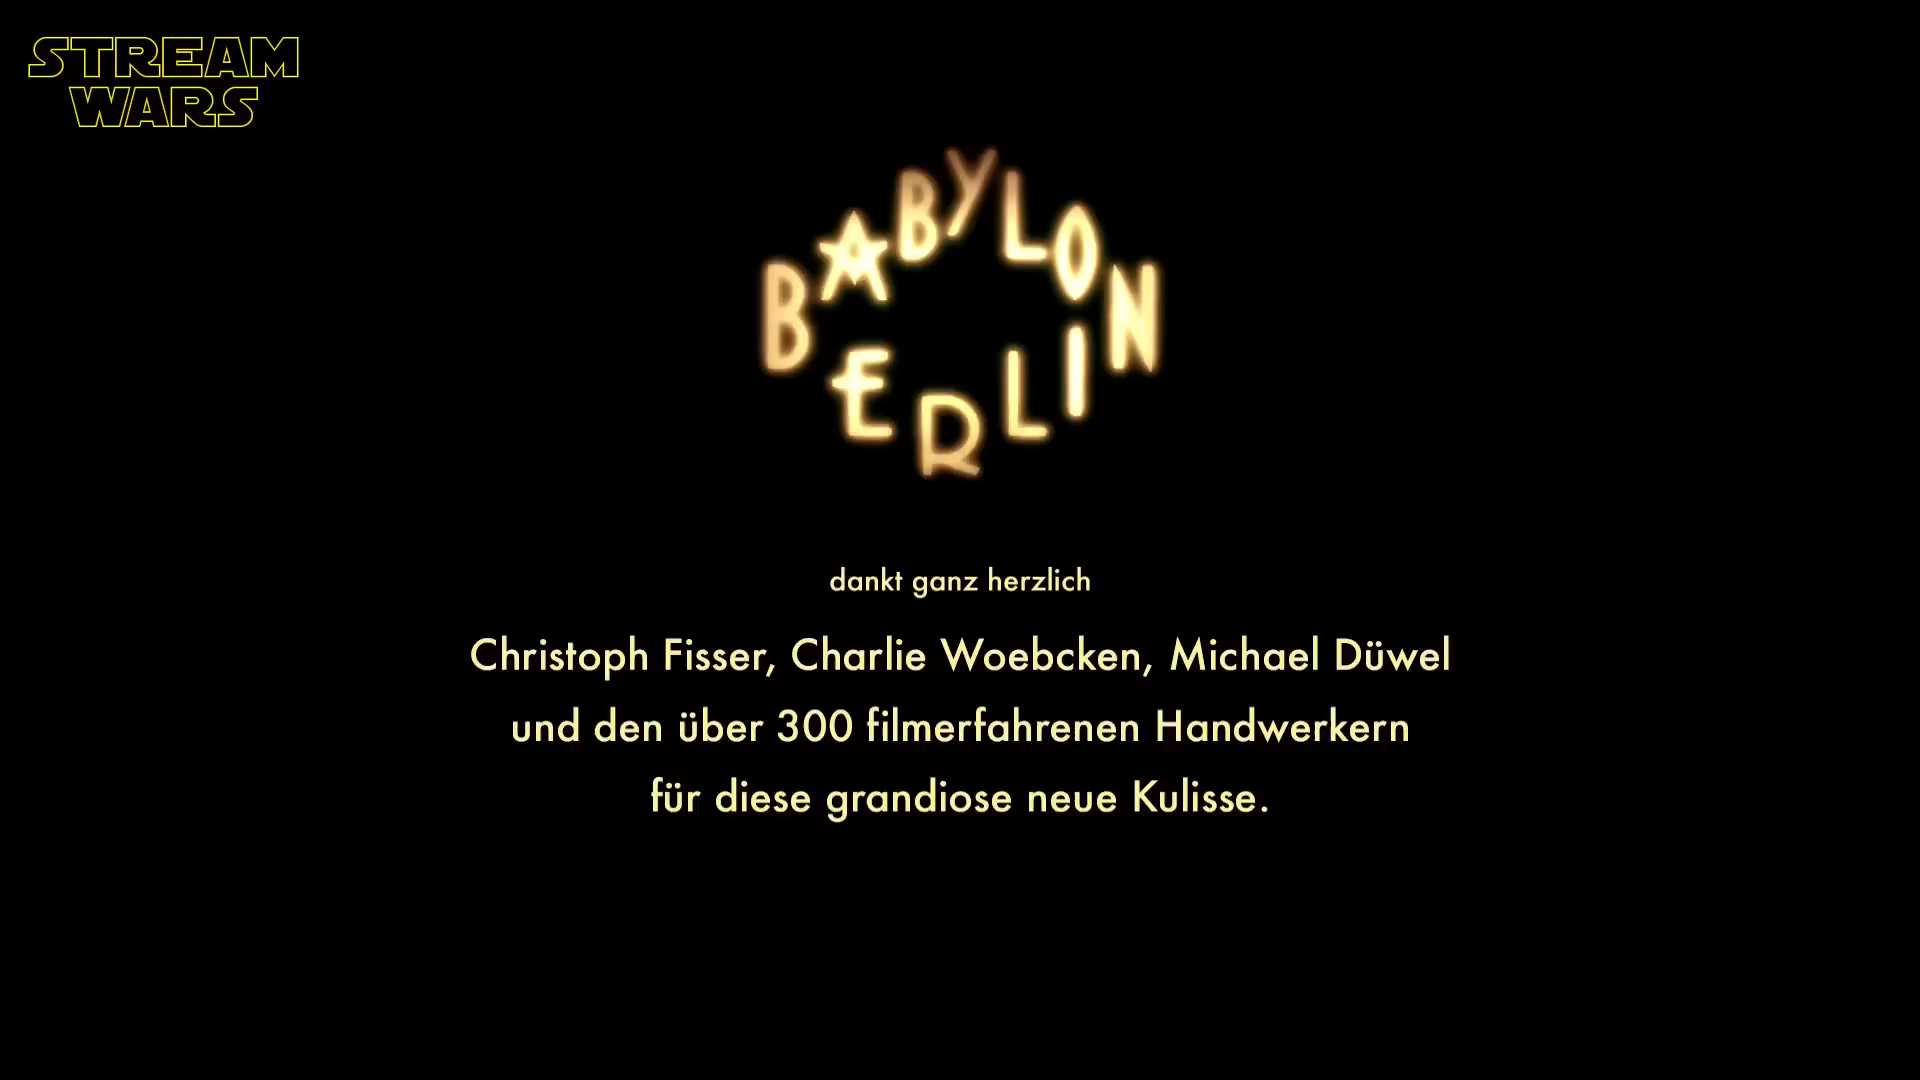 STREAM
WARS
BABYLON
BERLIN
dankt ganz herzlich
Christoph Fisser, Charlie Woebcken, Michael Düwel
und den über 300 filmerfahrenen Handwerkern
für diese grandiose neue Kulisse.